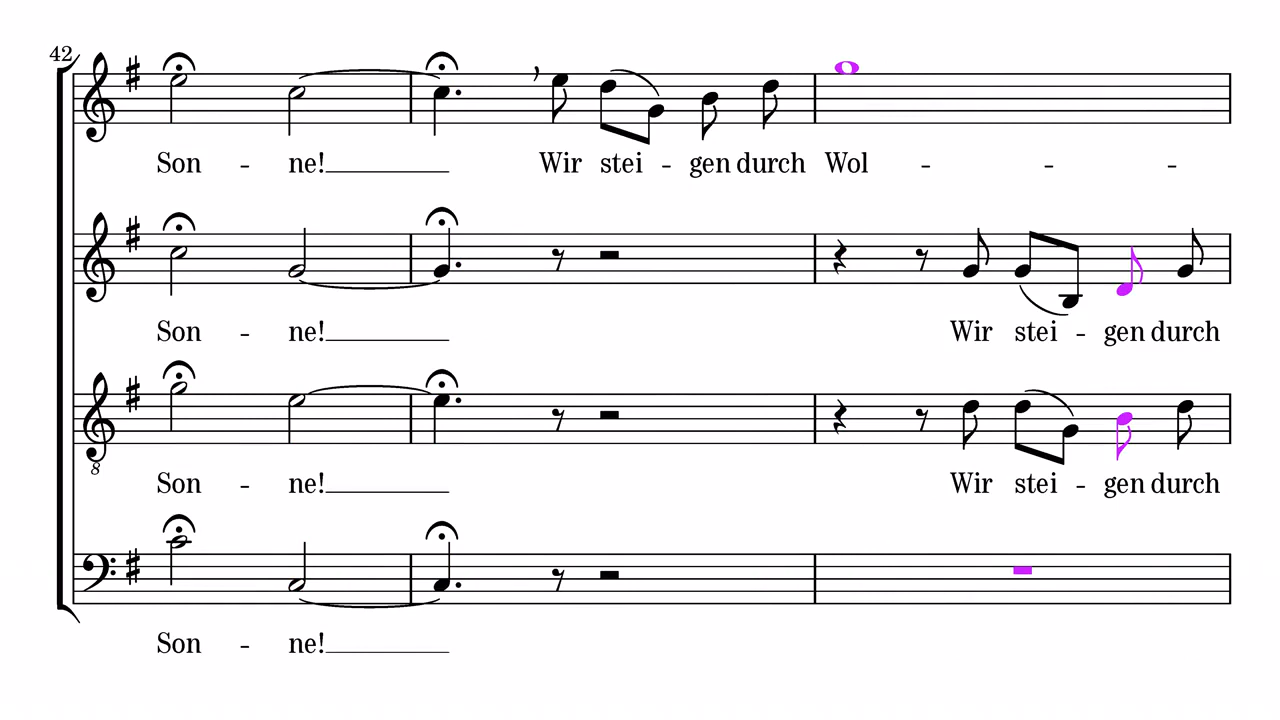 42
Son - ne!
Wir stei - gen durch Wol - - -
Son - ne!
Wir stei - gen durch
8
Son - ne!
Wir stei - gen durch
Son - ne!